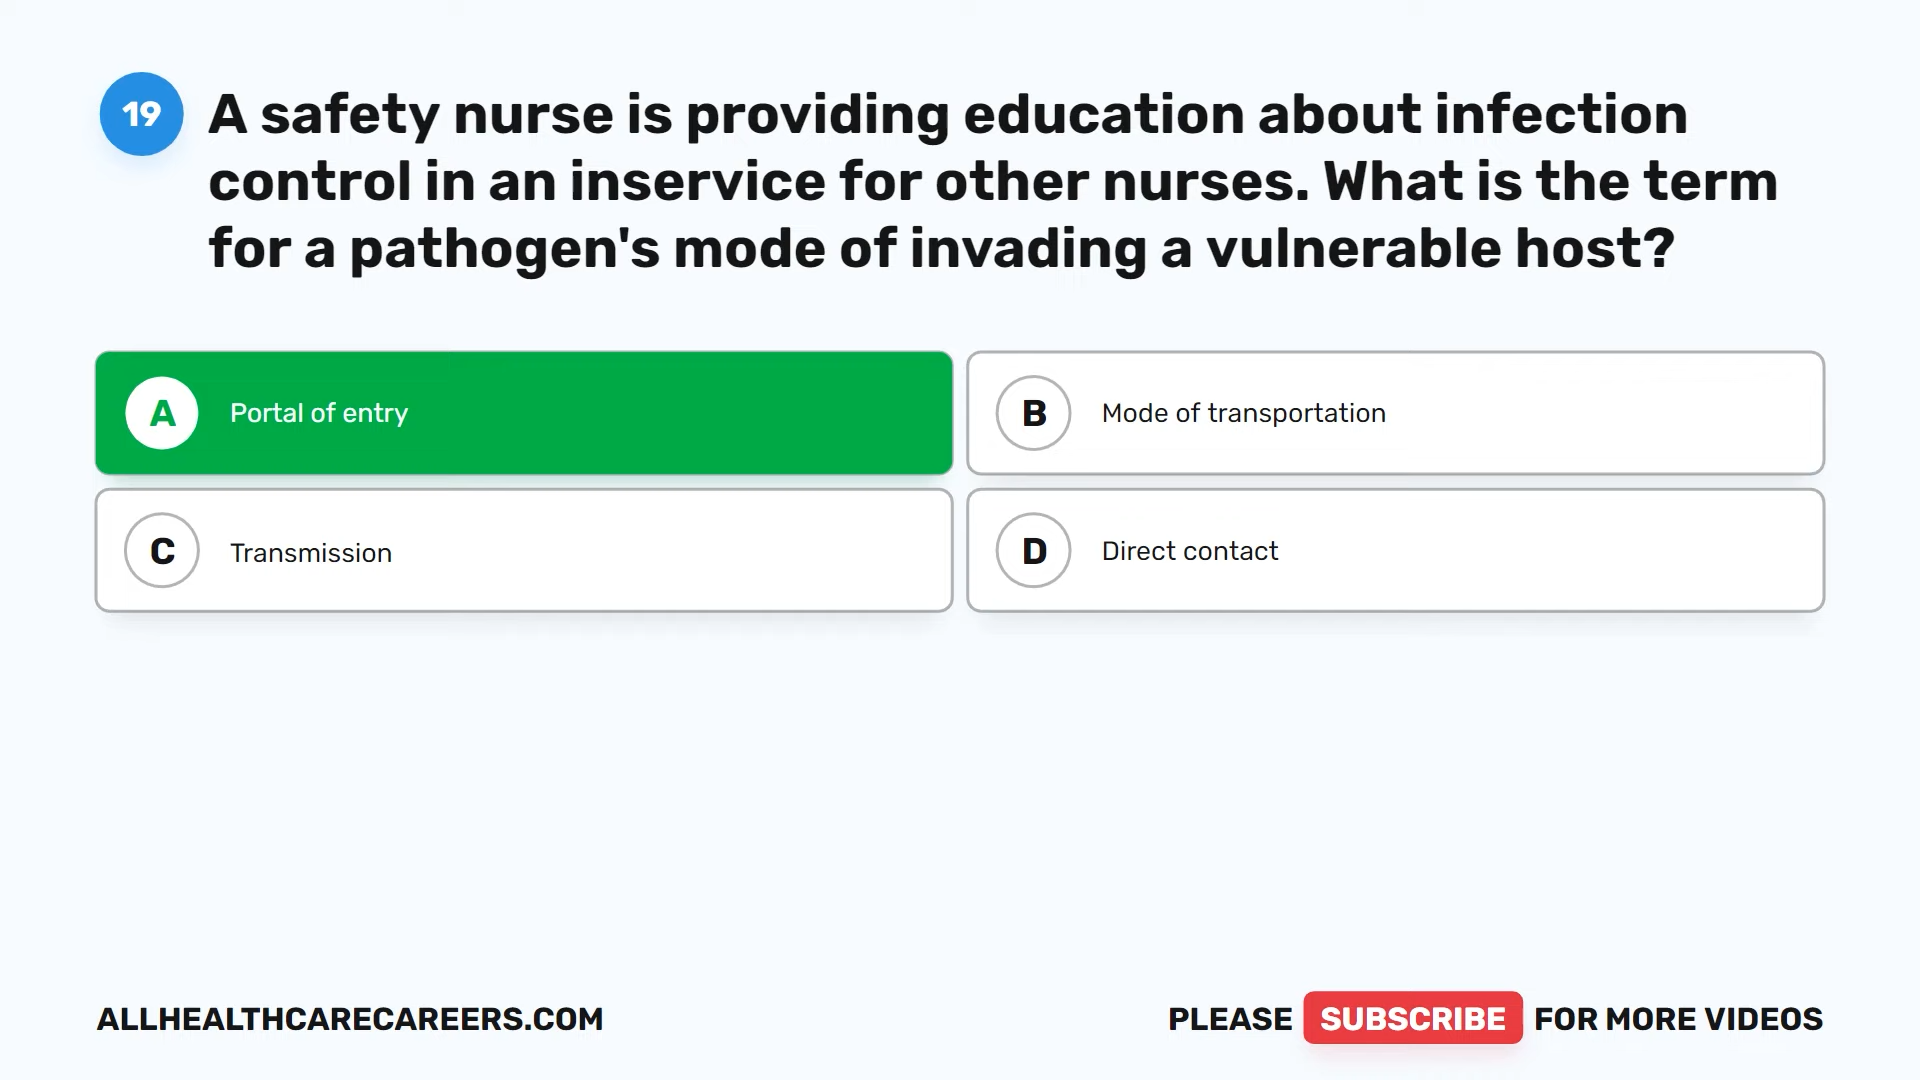 19
A safety nurse is providing education about infection
control in an inservice for other nurses. What is the term
for a pathogen's mode of invading a vulnerable host?
A Portal of entry
B Mode of transportation
C Transmission
D Direct contact
ALLHEALTHCARECAREERS.COM
PLEASE SUBSCRIBE FOR MORE VIDEOS